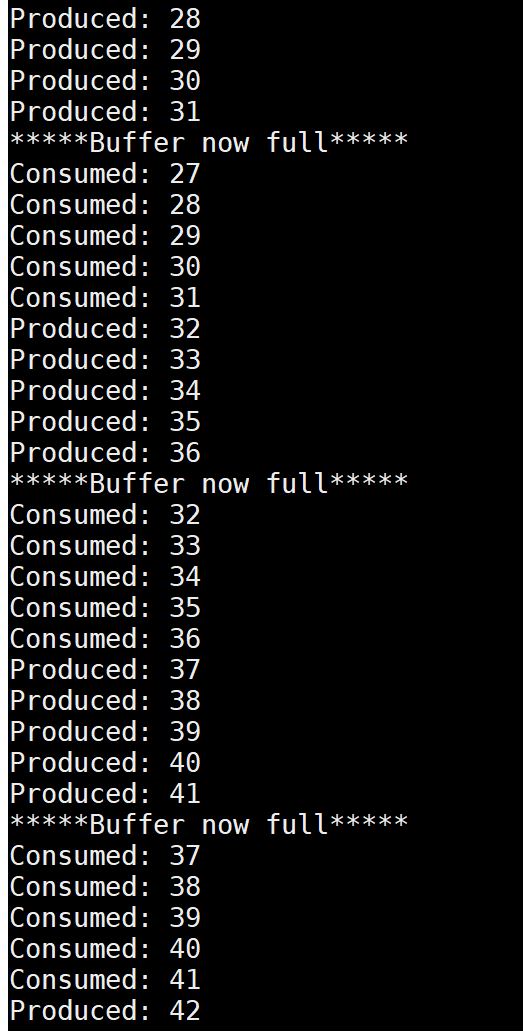 Produced: 28
Produced: 29
Produced: 30
Produced: 31
*****Buffer now full*****
Consumed: 27
Consumed: 28
Consumed: 29
Consumed: 30
Consumed: 31
Produced: 32
Produced: 33
Produced: 34
Produced: 35
Produced: 36
*****Buffer now full*****
Consumed: 32
Consumed: 33
Consumed: 34
Consumed: 35
Consumed: 36
Produced: 37
Produced: 38
Produced: 39
Produced: 40
Produced: 41
*****Buffer now full*****
Consumed: 37
Consumed: 38
Consumed: 39
Consumed: 40
Consumed: 41
Produced: 42